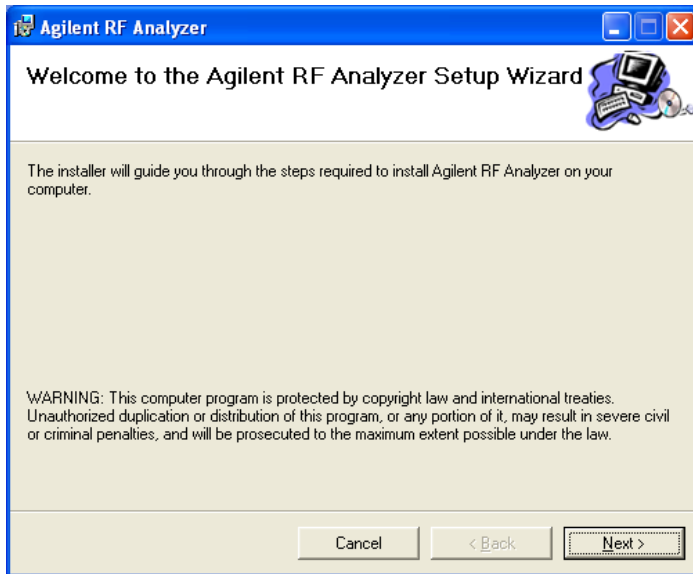 Agilent RF Analyzer
Welcome to the Agilent RF Analyzer Setup Wizard
The installer will guide you through the steps required to install Agilent RF Analyzer on your
computer.
WARNING: This computer program is protected by copyright law and international treaties.
Unauthorized duplication or distribution of this program, or any portion of it, may result in severe civil
or criminal penalties, and will be prosecuted to the maximum extent possible under the law.
Cancel < Back Next >